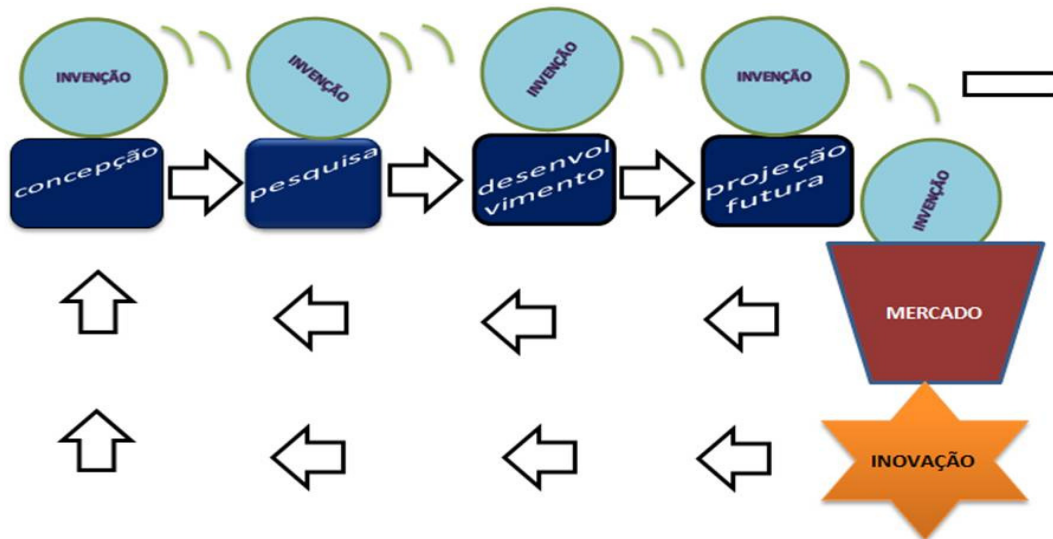 INVENÇÃO
INVENÇÃO
INVENÇÃO
INVENÇÃO
concepção
pesquisa
desenvol
vimento
projeção
futura
INVENÇÃO
MERCADO
INOVAÇÃO